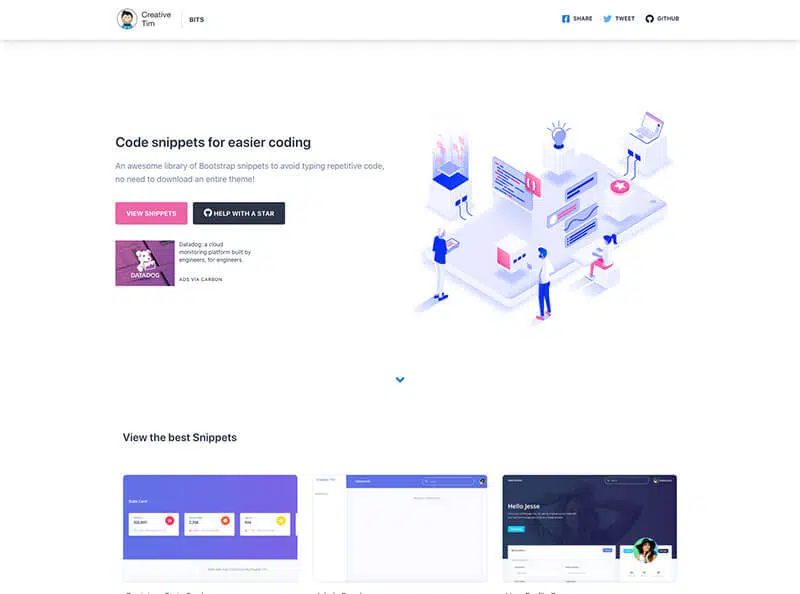 Creative
Tim
BITS
SHARE
TWEET
GITHUB
Code snippets for easier coding
An awesome library of Bootstrap snippets to avoid typing repetitive code,
no need to download an entire theme!
VIEW SNIPPETS
HELP WITH A STAR
DATADOG
Datadog: a cloud
monitoring platform built by
engineers, for engineers.
ADS VIA CARBON
View the best Snippets
Hello Jesse